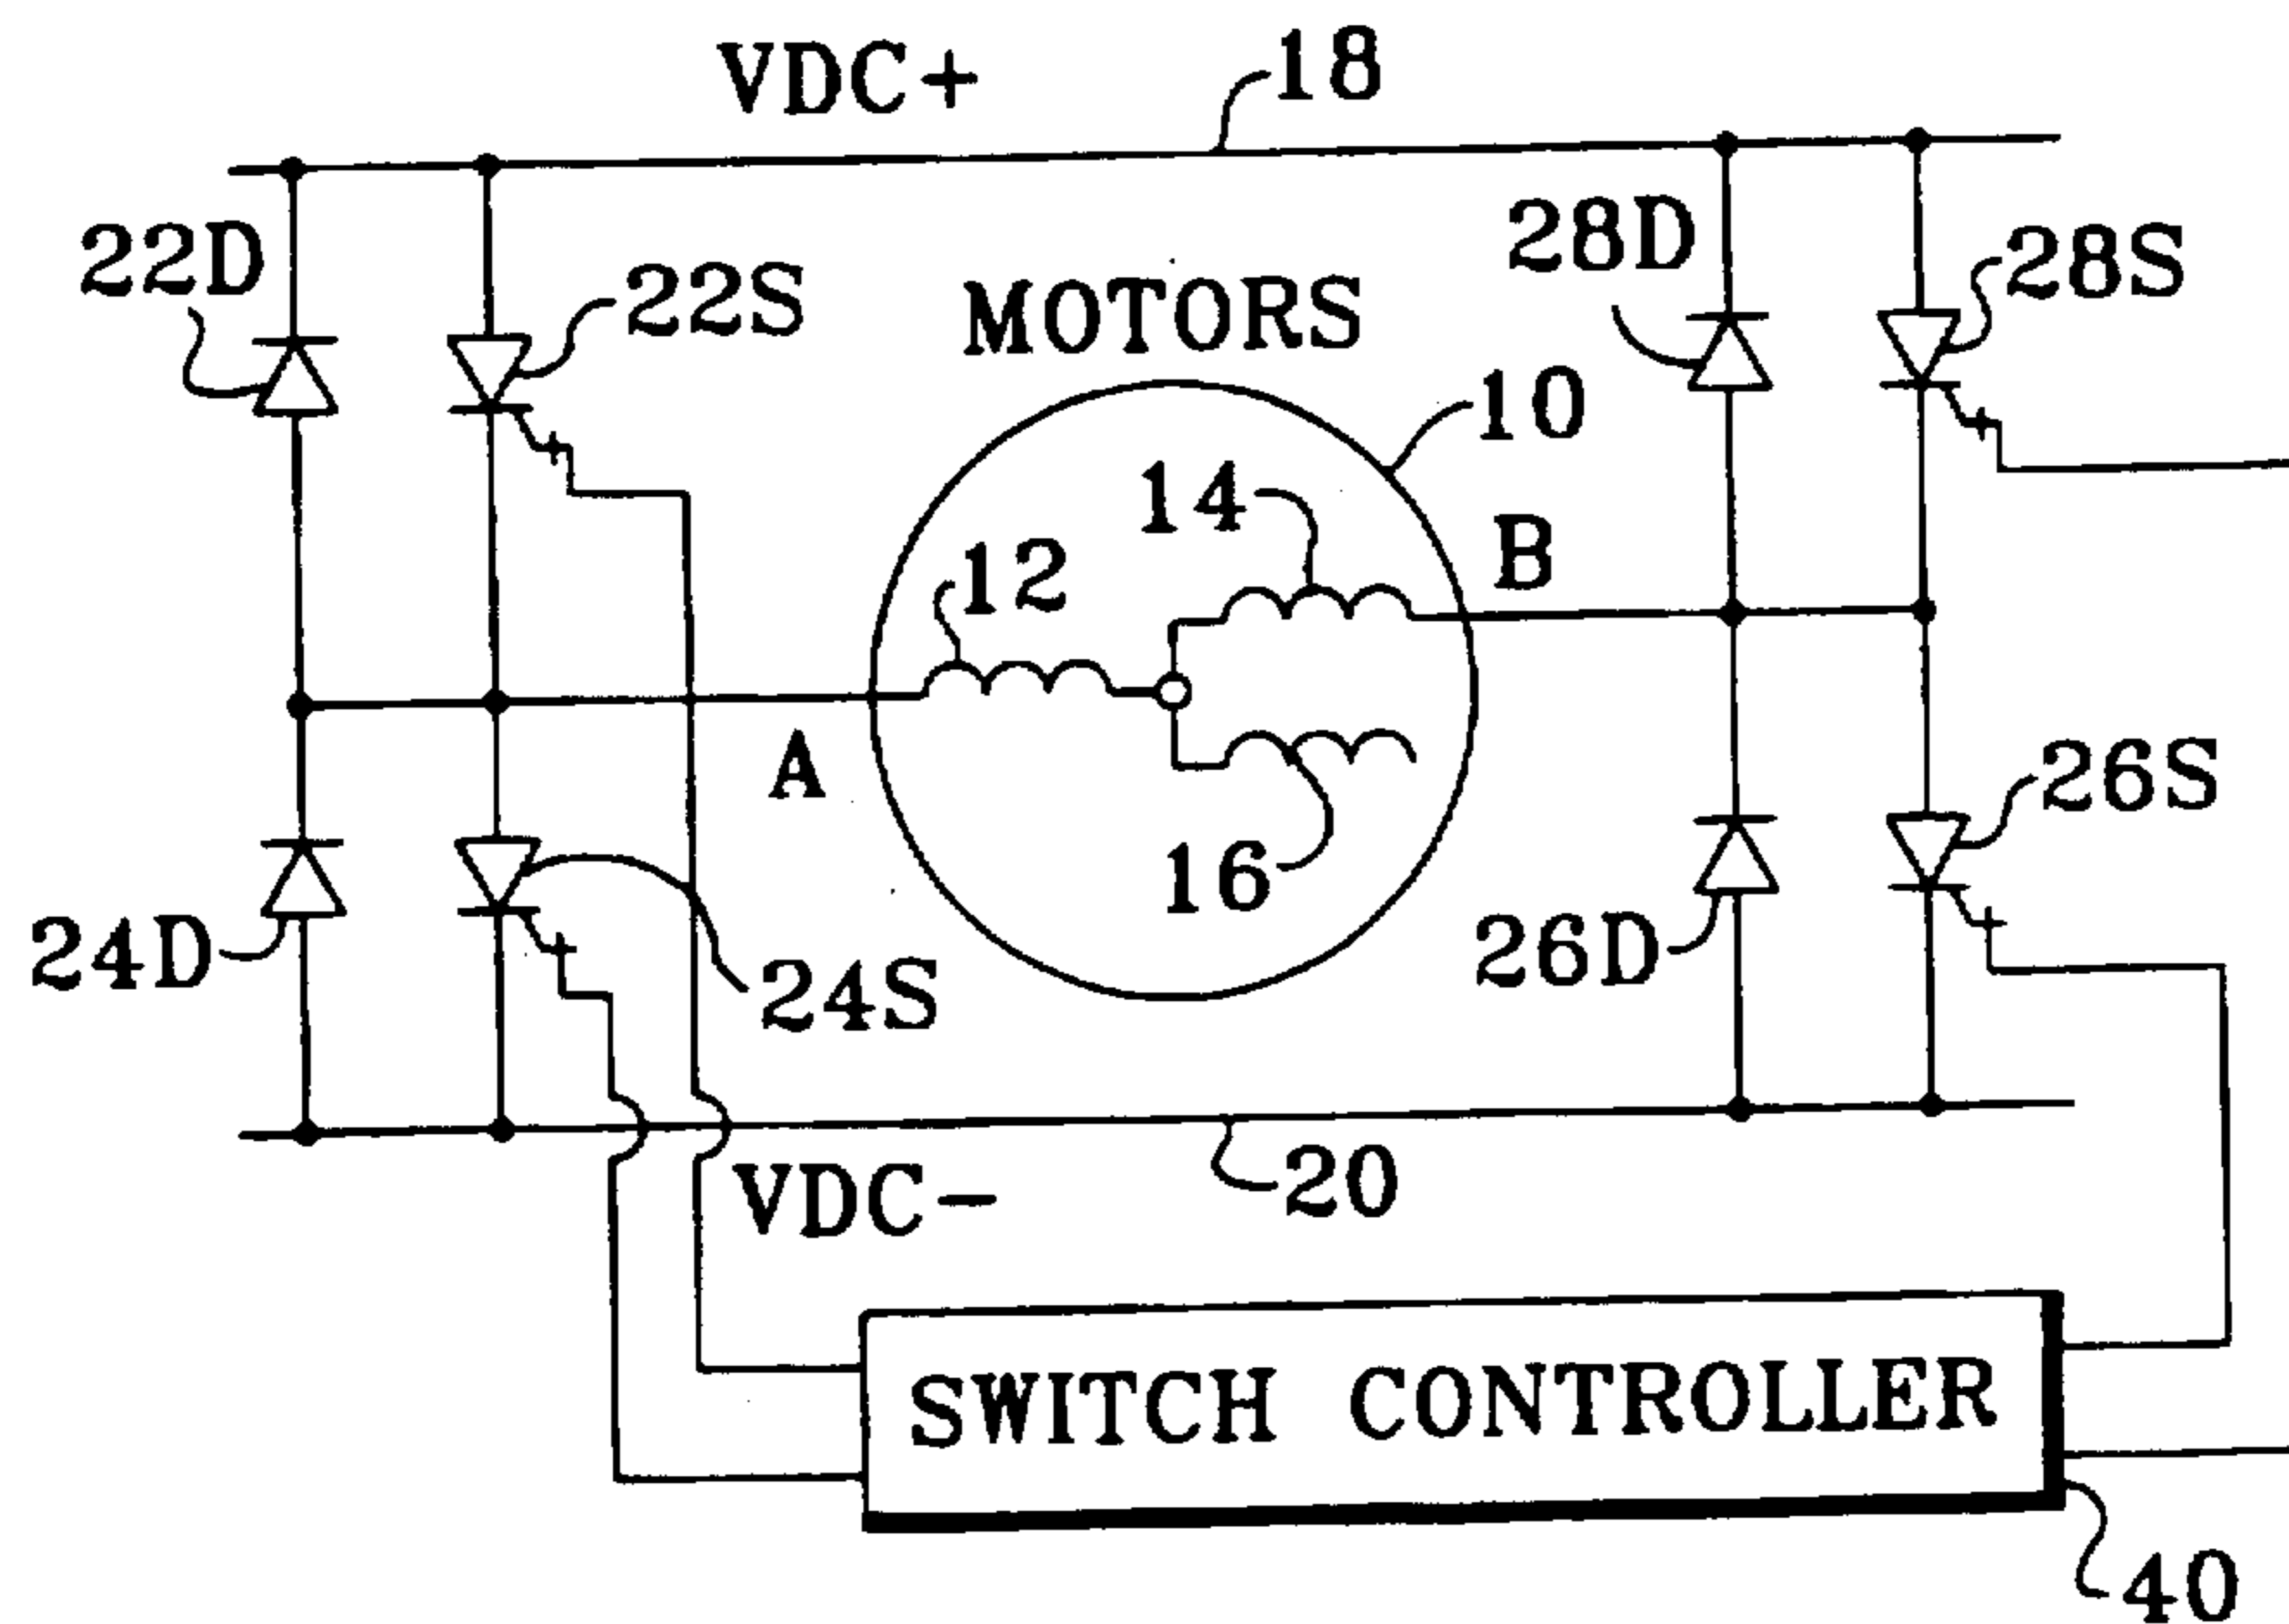 VDC+
18
22D
22S
MOTORS
28D
28S
10
14
12
B
A
16
26S
24D
24S
26D
VDC-
20
SWITCH CONTROLLER
40